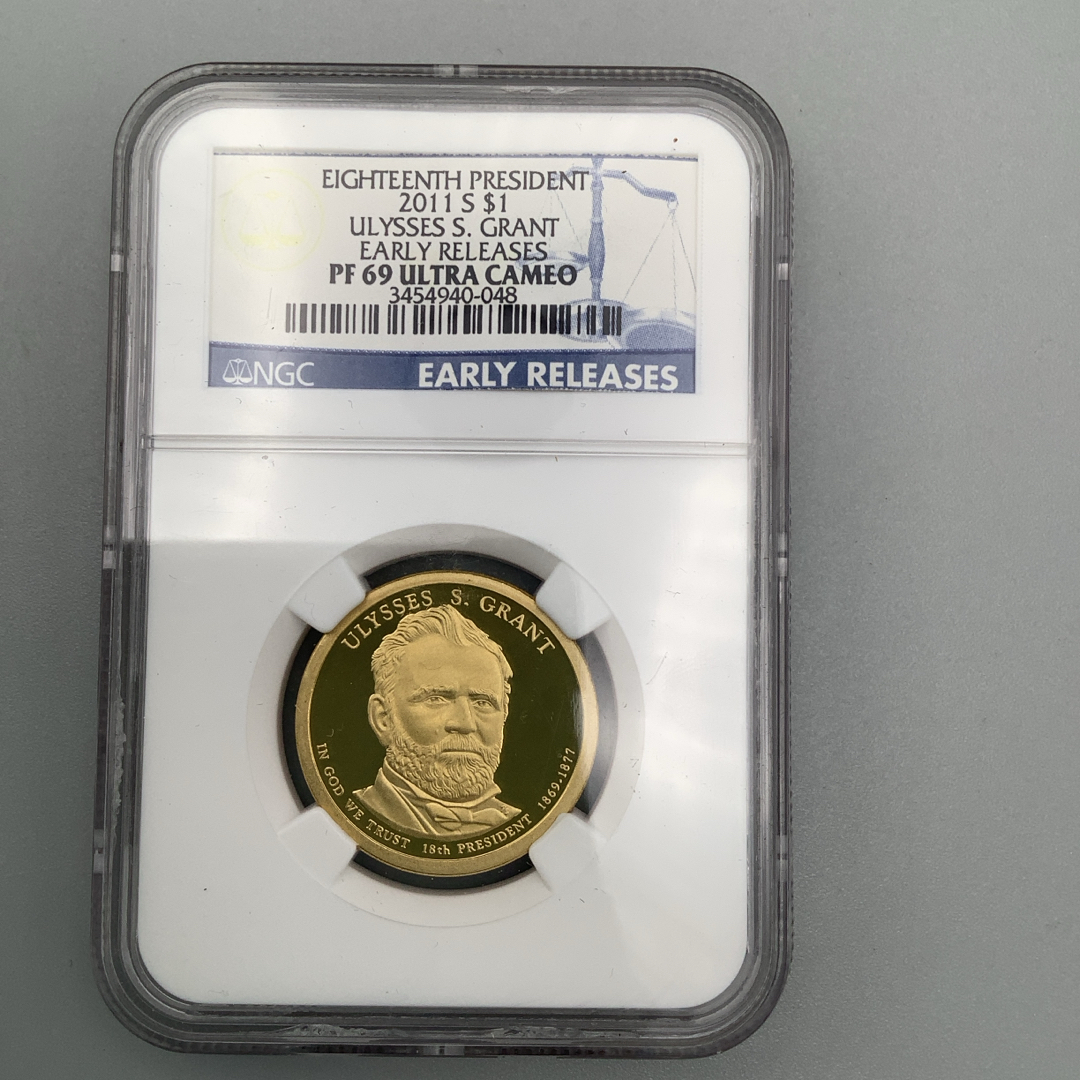 EIGHTEENTH PRESIDENT
2011 S $1
ULYSSES S. GRANT
EARLY RELEASES
PF 69 ULTRA CAMEO
3454940-048
NGC
EARLY RELEASES
ULYSSES S. GRANT
IN GOD WE TRUST 18th PRESIDENT 1869-1877